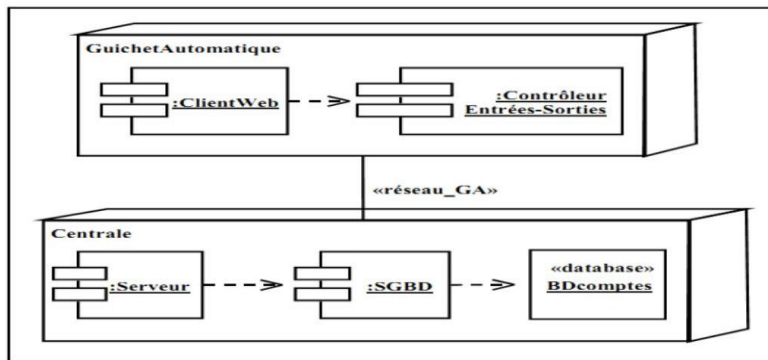 GuichetAutomatique
:ClientWeb
:Contrôleur
Entrées-Sorties
«réseau_GA»
Centrale
:Serveur
:SGBD
«database»
BDcomptes